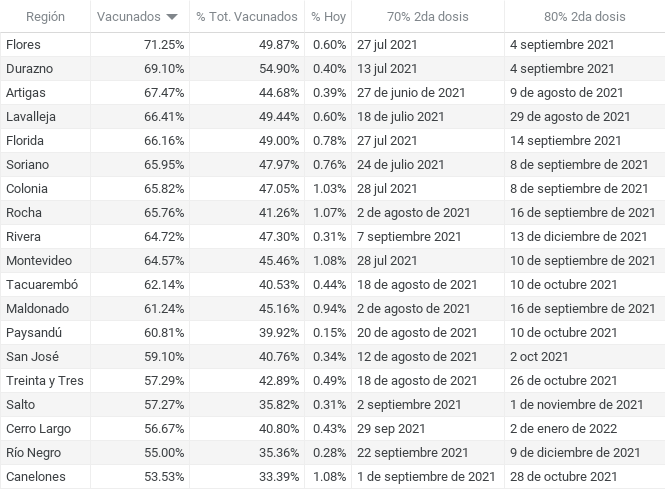 Región Vacunados % Tot. Vacunados % Hoy 70% 2da dosis 80% 2da dosis
Flores 71.25% 49.87% 0.60% 27 jul 2021 4 septiembre 2021
Durazno 69.10% 54.90% 0.40% 13 jul 2021 4 septiembre 2021
Artigas 67.47% 44.68% 0.39% 27 de junio de 2021 9 de agosto de 2021
Lavalleja 66.41% 49.44% 0.60% 18 de julio 2021 29 de agosto de 2021
Florida 66.16% 49.00% 0.78% 27 jul 2021 14 septiembre 2021
Soriano 65.95% 47.97% 0.76% 24 de julio 2021 8 de septiembre de 2021
Colonia 65.82% 47.05% 1.03% 28 jul 2021 8 de septiembre de 2021
Rocha 65.76% 41.26% 1.07% 2 de agosto de 2021 16 de septiembre de 2021
Rivera 64.72% 47.30% 0.31% 7 septiembre 2021 13 de diciembre de 2021
Montevideo 64.57% 45.46% 1.08% 28 jul 2021 10 de septiembre de 2021
Tacuarembó 62.14% 40.53% 0.44% 18 de agosto de 2021 10 de octubre de 2021
Maldonado 61.24% 45.16% 0.94% 2 de agosto de 2021 16 de septiembre de 2021
Paysandú 60.81% 39.92% 0.15% 20 de agosto de 2021 10 de octubre de 2021
San José 59.10% 40.76% 0.34% 12 de agosto de 2021 2 oct 2021
Treinta y Tres 57.29% 42.89% 0.49% 18 de agosto de 2021 26 de octubre de 2021
Salto 57.27% 35.82% 0.31% 2 septiembre 2021 1 de noviembre de 2021
Cerro Largo 56.67% 40.80% 0.43% 29 sep 2021 2 de enero de 2022
Río Negro 55.00% 35.36% 0.28% 22 septiembre 2021 9 de diciembre de 2021
Canelones 53.53% 33.39% 1.08% 1 de septiembre de 2021 28 de octubre de 2021